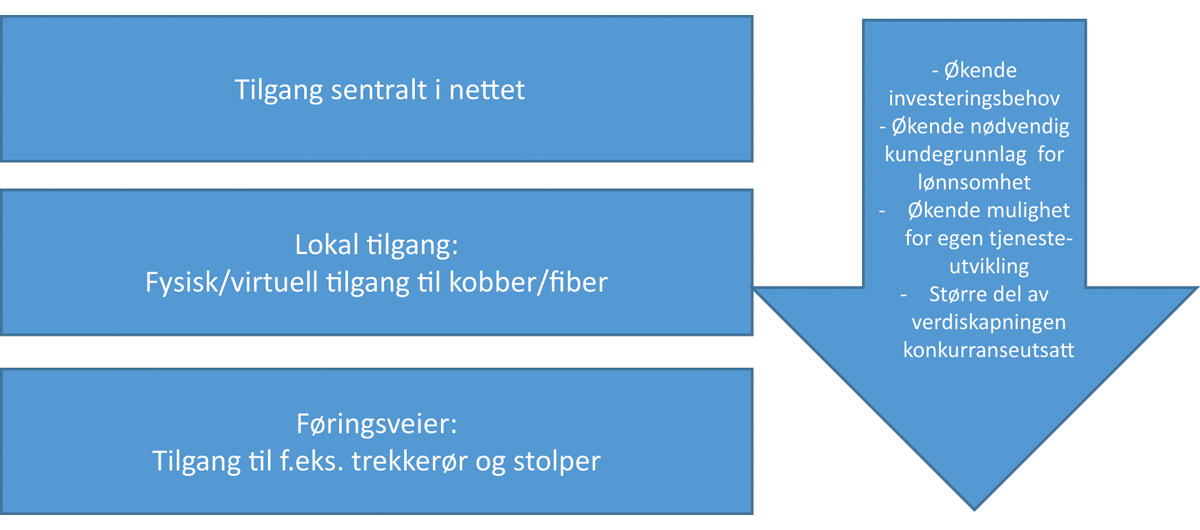 Tilgang sentralt i nettet
Lokal tilgang:
Fysisk/virtuell tilgang til kobber/fiber
Føringsveier:
Tilgang til f.eks. trekkerør og stolper
- Økende
investeringsbehov
- Økende nødvendig
kundegrunnlag for
lønnsomhet
- Økende mulighet
for egen tjeneste-
utvikling
- Større del av
verdiskapningen
konkurranseutsatt